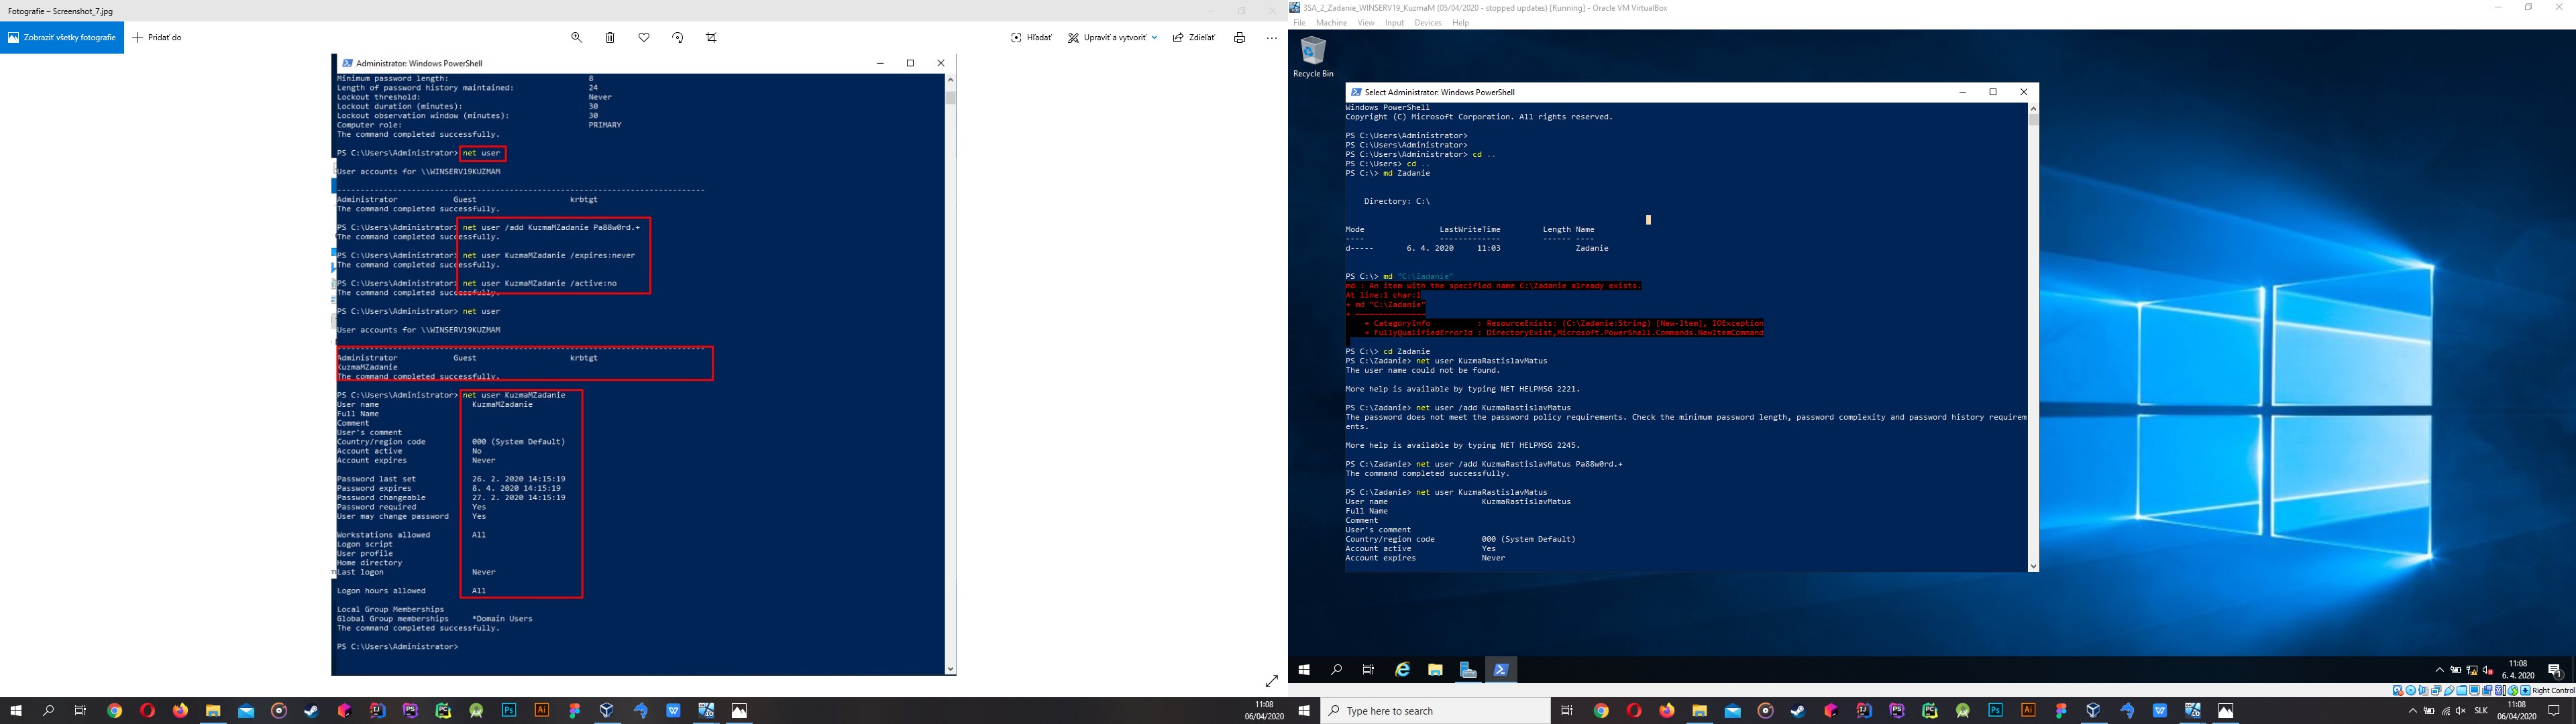 Fotografie – Screenshot_7.jpg
Zobraziť všetky fotografie
Pridať do
Hľadať
Upraviť a vytvoriť
Zdieľať
Administrator: Windows PowerShell
Minimum password length: 8
Length of password history maintained: 24
Lockout threshold: Never
Lockout duration (minutes): 30
Lockout observation window (minutes): 30
Computer role: PRIMARY
The command completed successfully.
PS C:\Users\Administrator> net user
User accounts for \\WINSERV19KUZMAM
-------------------------------------------------------------------------------
Administrator Guest krbtgt
The command completed successfully.
PS C:\Users\Administrator> net user /add KuzmaMZadanie Pa88w0rd.+
The command completed successfully.
PS C:\Users\Administrator> net user KuzmaMZadanie /expires:never
The command completed successfully.
PS C:\Users\Administrator> net user KuzmaMZadanie /active:no
The command completed successfully.
PS C:\Users\Administrator> net user
User accounts for \\WINSERV19KUZMAM
-------------------------------------------------------------------------------
Administrator Guest krbtgt
KuzmaMZadanie
The command completed successfully.
PS C:\Users\Administrator> net user KuzmaMZadanie
User name KuzmaMZadanie
Full Name
Comment
User's comment
Country/region code 000 (System Default)
Account active No
Account expires Never
Password last set 26. 2. 2020 14:15:19
Password expires 8. 4. 2020 14:15:19
Password changeable 27. 2. 2020 14:15:19
Password required Yes
User may change password Yes
Workstations allowed All
Logon script
User profile
Home directory
Last logon Never
Logon hours allowed All
Local Group Memberships
Global Group memberships *Domain Users
The command completed successfully.
PS C:\Users\Administrator>
11:08
06/04/2020
3SA_2_Zadanie_WINSERV19_KuzmaM (05/04/2020 - stopped updates) [Running] - Oracle VM VirtualBox
File Machine View Input Devices Help
Recycle Bin
Select Administrator: Windows PowerShell
Windows PowerShell
Copyright (C) Microsoft Corporation. All rights reserved.
PS C:\Users\Administrator>
PS C:\Users\Administrator>
PS C:\Users\Administrator> cd ..
PS C:\Users> cd ..
PS C:\> md Zadanie
Directory: C:\
Mode LastWriteTime Length Name
---- ------------- ------ ----
d----- 6. 4. 2020 11:03 Zadanie
PS C:\> md "C:\Zadanie"
md : An item with the specified name C:\Zadanie already exists.
At line:1 char:1
+ md "C:\Zadanie"
+ ~~~~~~~~~~~~~~~
+ CategoryInfo : ResourceExists: (C:\Zadanie:String) [New-Item], IOException
+ FullyQualifiedErrorId : DirectoryExist,Microsoft.PowerShell.Commands.NewItemCommand
PS C:\> cd Zadanie
PS C:\Zadanie> net user KuzmaRastislavMatus
The user name could not be found.
More help is available by typing NET HELPMSG 2221.
PS C:\Zadanie> net user /add KuzmaRastislavMatus
The password does not meet the password policy requirements. Check the minimum password length, password complexity and password history requirem
ents.
More help is available by typing NET HELPMSG 2245.
PS C:\Zadanie> net user /add KuzmaRastislavMatus Pa88w0rd.+
The command completed successfully.
PS C:\Zadanie> net user KuzmaRastislavMatus
User name KuzmaRastislavMatus
Full Name
Comment
User's comment
Country/region code 000 (System Default)
Account active Yes
Account expires Never
11:08
6. 4. 2020
Right Control
Type here to search
SLK
11:08
06/04/2020